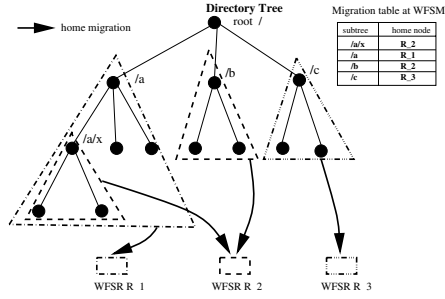 Directory Tree
root /
home migration
Migration table at WFSM
subtree home node
/a/x R_2
/a R_1
/b R_2
/c R_3
/a
/b
/c
/a/x
WFSR R_1
WFSR R_2
WFSR R_3